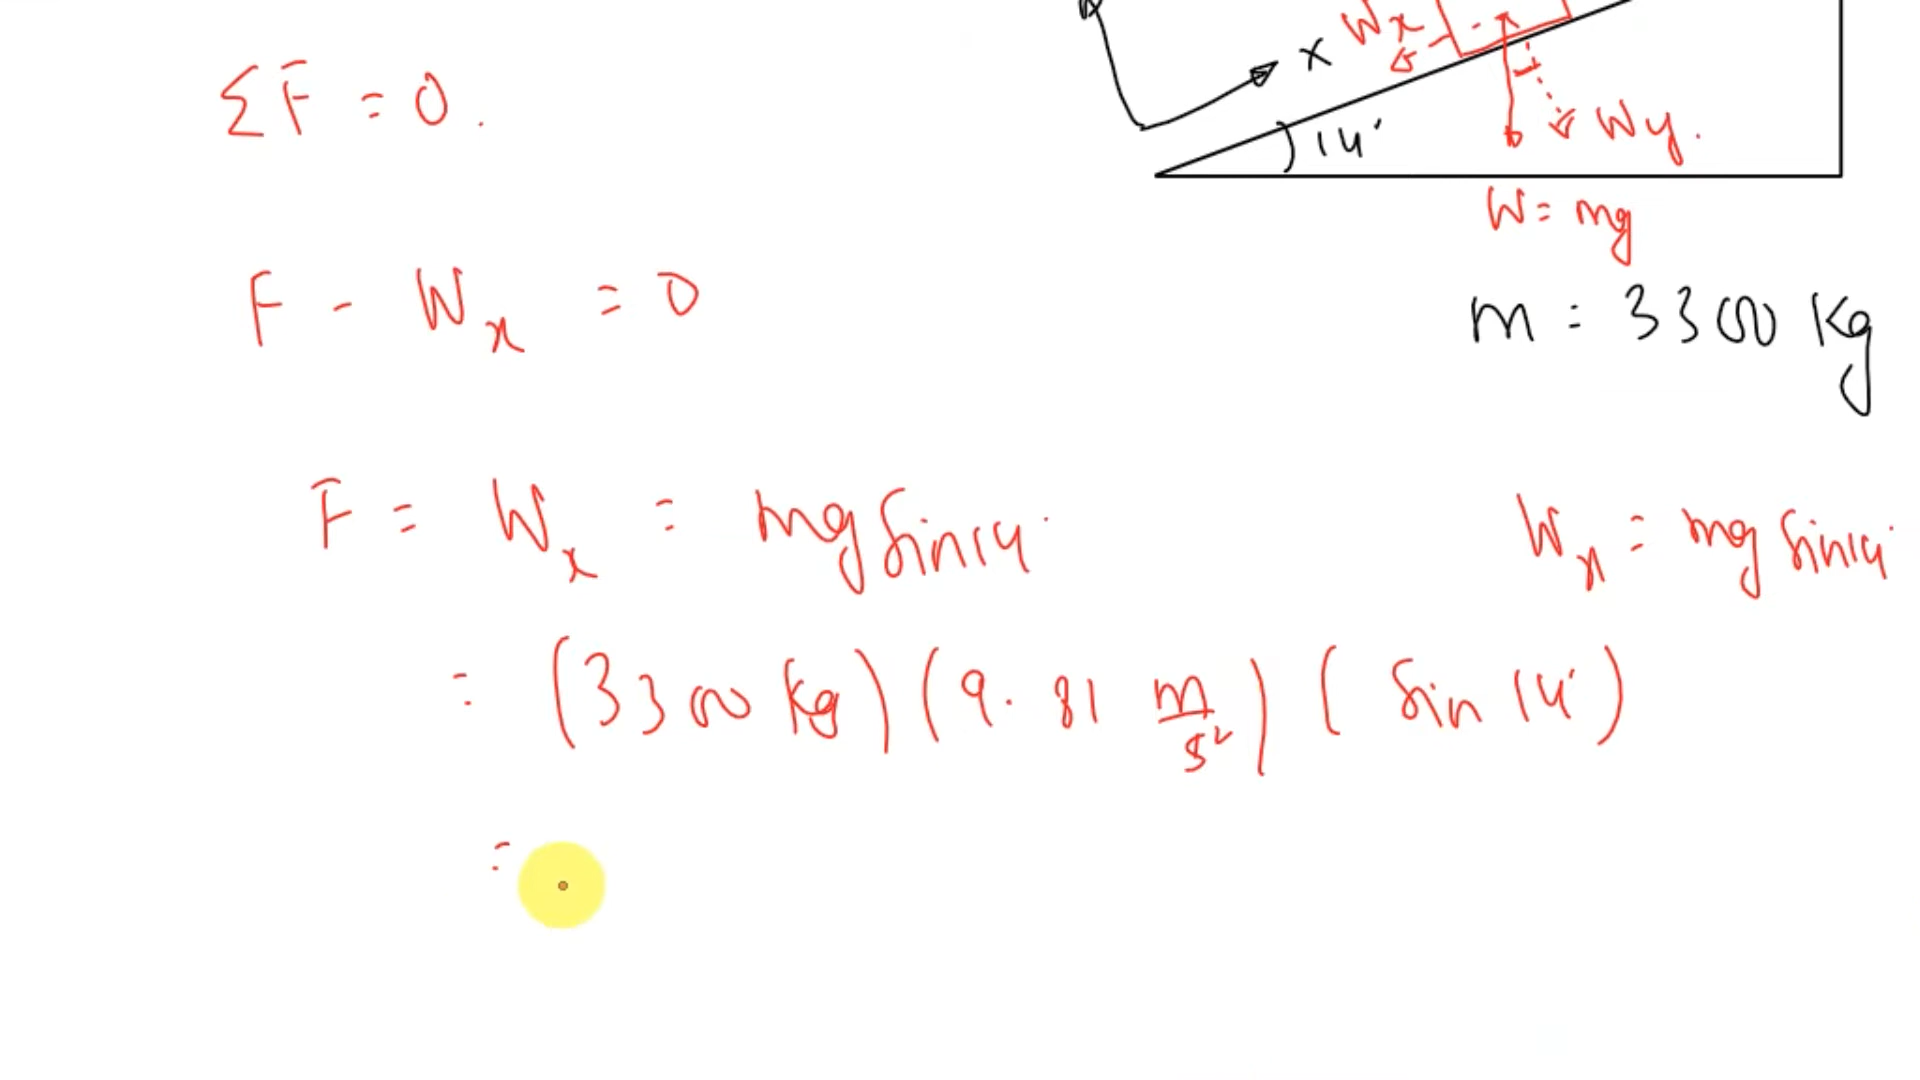 Wx
X
ΣF̄ = 0.
14°
Wy.
W = mg
F - Wx = 0
m = 3300 Kg
F̄ = Wx = mg sin14°
Wx = mg sin14°
= (3300 Kg) (9.81 m/s²) ( sin 14°)
=